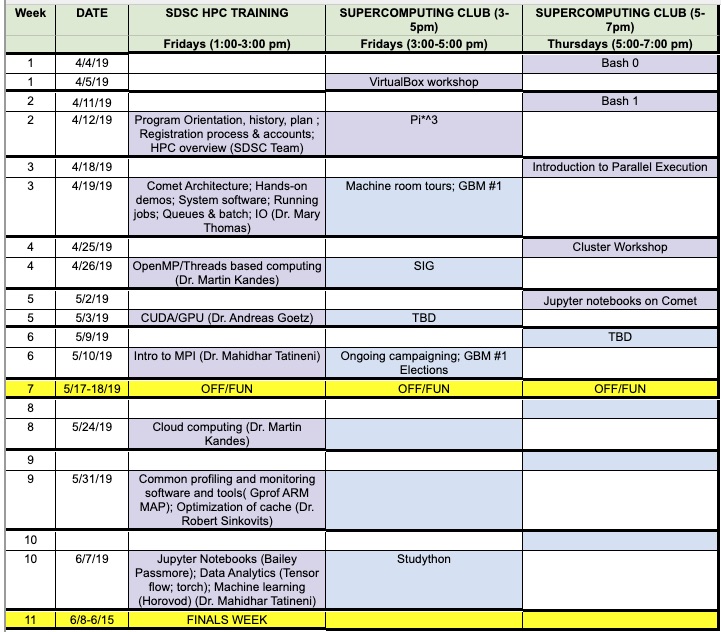 Week DATE SDSC HPC TRAINING SUPERCOMPUTING CLUB (3- SUPERCOMPUTING CLUB (5-
5pm) 7pm)
Fridays (1:00-3:00 pm) Fridays (3:00-5:00 pm) Thursdays (5:00-7:00 pm)
1 4/4/19 Bash 0
1 4/5/19 VirtualBox workshop
2 4/11/19 Bash 1
2 4/12/19 Program Orientation, history, plan ; Pi*^3
Registration process & accounts;
HPC overview (SDSC Team)
3 4/18/19 Introduction to Parallel Execution
3 4/19/19 Comet Architecture; Hands-on Machine room tours; GBM #1
demos; System software; Running
jobs; Queues & batch; IO (Dr. Mary
Thomas)
4 4/25/19 Cluster Workshop
4 4/26/19 OpenMP/Threads based computing SIG
(Dr. Martin Kandes)
5 5/2/19 Jupyter notebooks on Comet
5 5/3/19 CUDA/GPU (Dr. Andreas Goetz) TBD
6 5/9/19 TBD
6 5/10/19 Intro to MPI (Dr. Mahidhar Tatineni) Ongoing campaigning; GBM #1
Elections
7 5/17-18/19 OFF/FUN OFF/FUN OFF/FUN
8
8 5/24/19 Cloud computing (Dr. Martin
Kandes)
9
9 5/31/19 Common profiling and monitoring
software and tools( Gprof ARM
MAP); Optimization of cache (Dr.
Robert Sinkovits)
10
10 6/7/19 Jupyter Notebooks (Bailey Studython
Passmore); Data Analytics (Tensor
flow; torch); Machine learning
(Horovod) (Dr. Mahidhar Tatineni)
11 6/8-6/15 FINALS WEEK